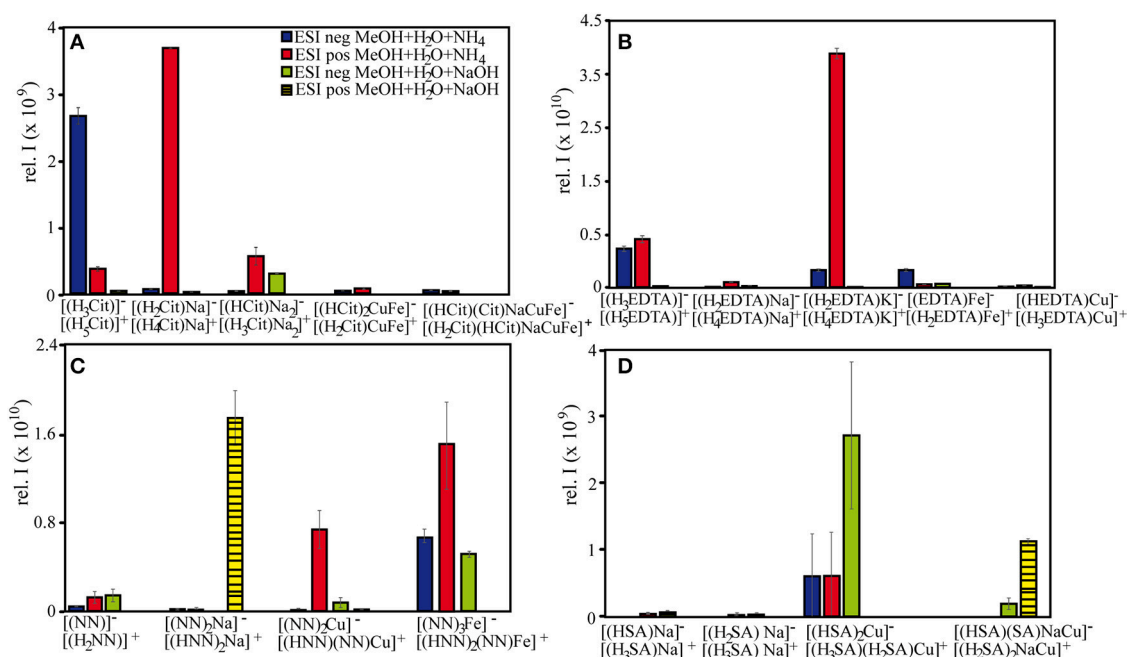 A
ESI neg MeOH+H2O+NH4
ESI pos MeOH+H2O+NH4
ESI neg MeOH+H2O+NaOH
ESI pos MeOH+H2O+NaOH
rel. I (x 10^9)
4
3
2
1
0
[(H3Cit)]- [(H2Cit)Na]- [(HCit)Na2]- [(HCit)2CuFe]- [(HCit)(Cit)NaCuFe]-
[(H5Cit)]+ [(H4Cit)Na]+ [(H3Cit)Na2]+ [(H2Cit)CuFe]+ [(H2Cit)(HCit)NaCuFe]+
B
rel. I (x 10^10)
4.5
3.5
0.5
0
[(H3EDTA)]- [(H2EDTA)Na]- [(H2EDTA)K]- [(EDTA)Fe]- [(HEDTA)Cu]-
[(H5EDTA)]+ [(H4EDTA)Na]+ [(H4EDTA)K]+ [(H2EDTA)Fe]+ [(H3EDTA)Cu]+
C
rel. I (x 10^10)
2.4
1.6
0.8
0
[(NN)]- [(NN)2Na]- [(NN)2Cu]- [(NN)3Fe]-
[(H2NN)]+ [(HNN)2Na]+ [(HNN)(NN)Cu]+ [(HNN)2(NN)Fe]+
D
rel. I (x 10^9)
4
3
2
1
0
[(HSA)Na]- [(H2SA) Na]- [(HSA)2Cu]- [(HSA)(SA)NaCu]-
[(H3SA)Na]+ [(H3SA) Na]+ [(H3SA)(H2SA)Cu]+ [(H2SA)2NaCu]+